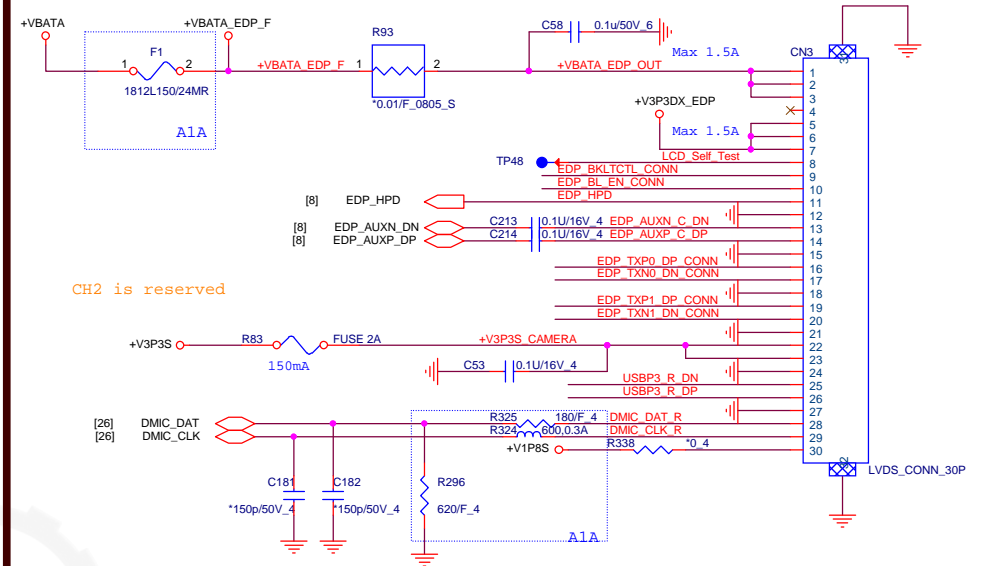 +VBATA
+VBATA_EDP_F
F1
1
2
1812L150/24MR
A1A
+VBATA_EDP_F
R93
1
2
*0.01/F_0805_S
C58
0.1u/50V_6
Max 1.5A
+VBATA_EDP_OUT
+V3P3DX_EDP
Max 1.5A
CN3
1
2
3
4
5
6
7
8
9
10
11
12
13
14
15
16
17
18
19
20
21
22
23
24
25
26
27
28
29
30
LVDS_CONN_30P
TP48
LCD_Self_Test
EDP_BKLTCTL_CONN
EDP_BL_EN_CONN
[8]
EDP_HPD
EDP_HPD
[8]
EDP_AUXN_DN
C213
0.1U/16V_4
EDP_AUXN_C_DN
[8]
EDP_AUXP_DP
C214
0.1U/16V_4
EDP_AUXP_C_DP
EDP_TXP0_DP_CONN
EDP_TXN0_DN_CONN
CH2 is reserved
EDP_TXP1_DP_CONN
EDP_TXN1_DN_CONN
+V3P3S
R83
FUSE 2A
150mA
+V3P3S_CAMERA
C53
0.1U/16V_4
USBP3_R_DN
USBP3_R_DP
[26]
DMIC_DAT
R325
180/F_4
DMIC_DAT_R
[26]
DMIC_CLK
R324
600,0.3A
DMIC_CLK_R
+V1P8S
R338
*0_4
C181
*150p/50V_4
C182
*150p/50V_4
R296
620/F_4
A1A